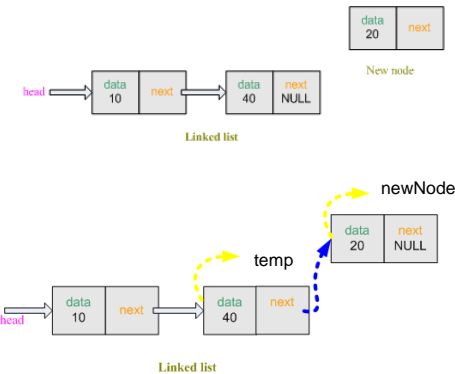 data next
20
New node
head data next data next
10 40 NULL
Linked list
newNode
data next
20 NULL
temp
data next data next
10 40
head
Linked list